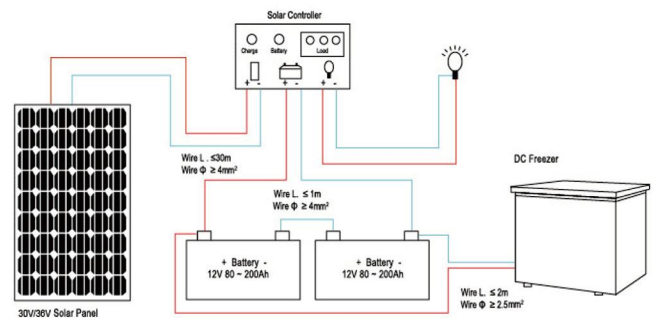 Solar Controller
Charge Battery Load
+ - + - + -
Wire L . ≤30m
Wire Φ ≥ 4mm²
DC Freezer
Wire L. ≤ 1m
Wire Φ ≥ 4mm²
+ Battery -
12V 80 ~ 200Ah
+ Battery -
12V 80 ~ 200Ah
Wire L. ≤ 2m
Wire Φ ≥ 2.5mm²
30V/36V Solar Panel